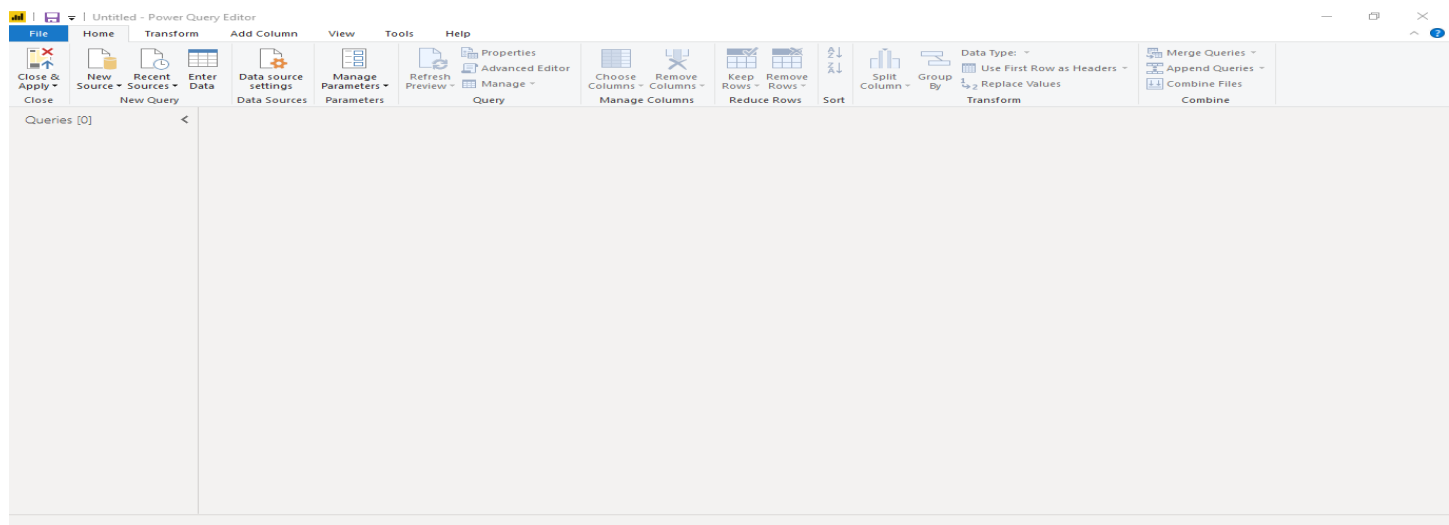 Untitled - Power Query Editor
File Home Transform Add Column View Tools Help
Close & Apply
New Source
Recent Sources
Enter Data
Data source settings
Manage Parameters
Refresh Preview
Properties
Advanced Editor
Manage
Choose Columns
Remove Columns
Keep Rows
Remove Rows
A Z
Z A
Split Column
Group By
Data Type:
Use First Row as Headers
1 2 Replace Values
Merge Queries
Append Queries
Combine Files
Close New Query Data Sources Parameters Query Manage Columns Reduce Rows Sort Transform Combine
Queries [0]